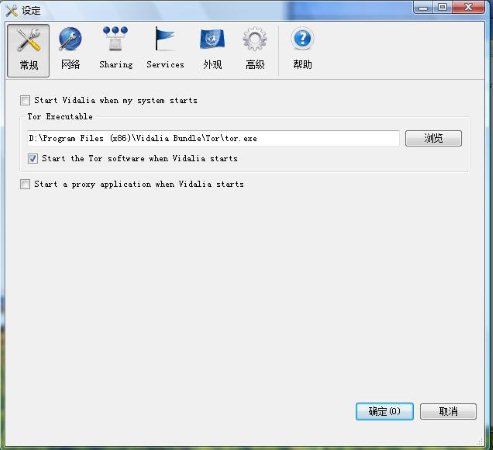 设定
常规 网络 Sharing Services 外观 高级 帮助
Start Vidalia when my system starts
Tor Executable
D:\Program Files (x86)\Vidalia Bundle\Tor\tor.exe 浏览
Start the Tor software when Vidalia starts
Start a proxy application when Vidalia starts
确定(O) 取消